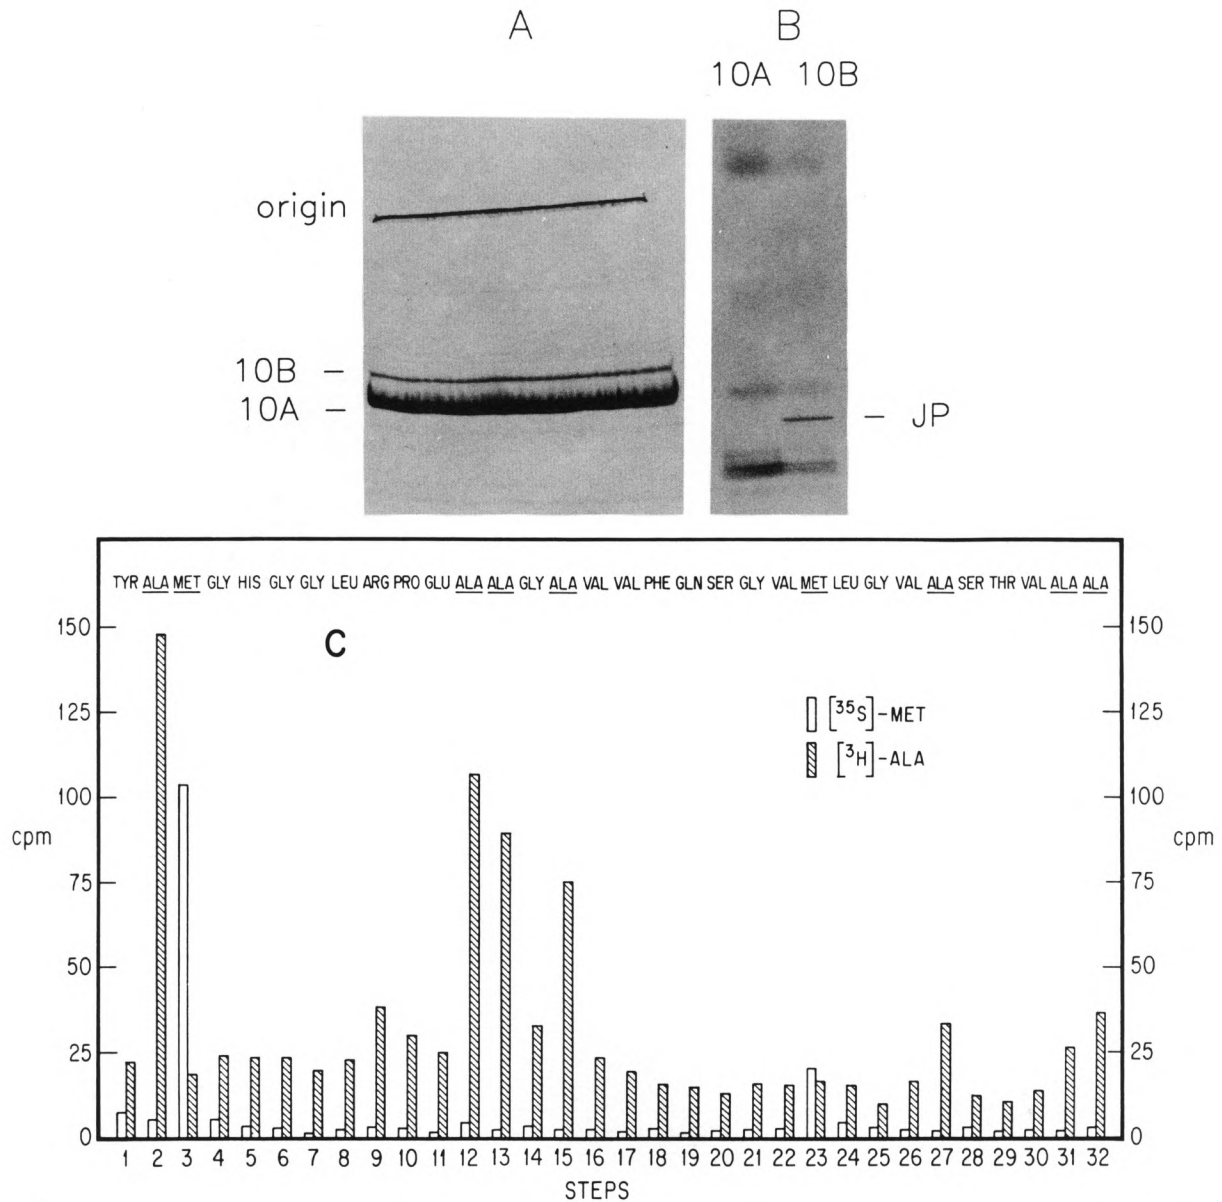 A
B
10A 10B
origin
10B –
10A –
– JP
TYR ALA MET GLY HIS GLY GLY LEU ARG PRO GLU ALA ALA GLY ALA VAL VAL PHE GLN SER GLY VAL MET LEU GLY VAL ALA SER THR VAL ALA ALA
C
150
125
100
cpm
75
50
25
0
[³⁵S]-MET
[³H]-ALA
150
125
100
cpm
75
50
25
0
1 2 3 4 5 6 7 8 9 10 11 12 13 14 15 16 17 18 19 20 21 22 23 24 25 26 27 28 29 30 31 32
STEPS